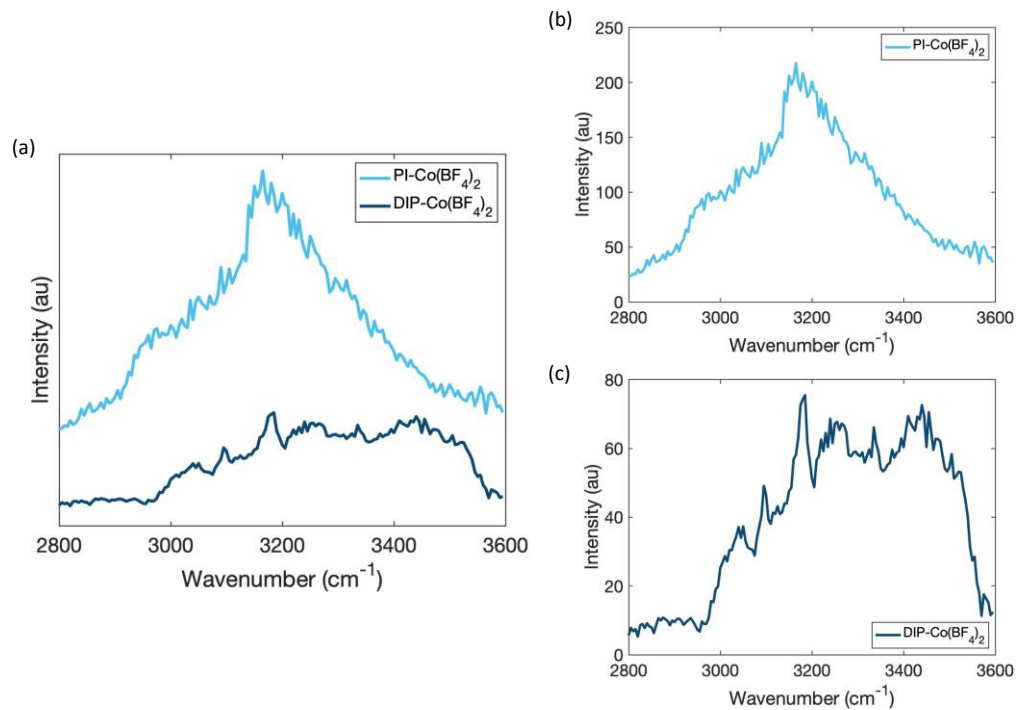 (a)
PI-Co(BF4)2
DIP-Co(BF4)2
Intensity (au)
2800
3000
3200
3400
3600
Wavenumber (cm-1)
(b)
PI-Co(BF4)2
250
200
150
100
50
0
Intensity (au)
2800
3000
3200
3400
3600
Wavenumber (cm-1)
(c)
80
60
40
20
0
Intensity (au)
DIP-Co(BF4)2
2800
3000
3200
3400
3600
Wavenumber (cm-1)